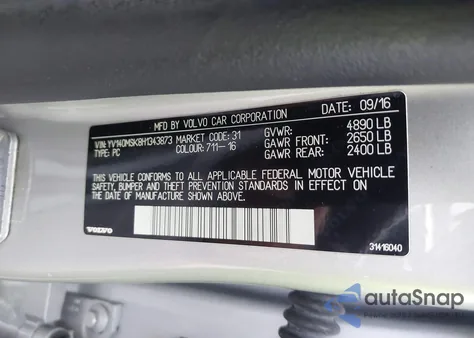 MFD BY VOLVO CAR CORPORATION DATE: 09/16
VIN: YV140MSK8H1343873 MARKET CODE: 31 GVWR: 4890 LB
TYPE: PC COLOUR: 711-16 GAWR FRONT: 2650 LB
GAWR REAR: 2400 LB
THIS VEHICLE CONFORMS TO ALL APPLICABLE FEDERAL MOTOR VEHICLE
SAFETY, BUMPER AND THEFT PREVENTION STANDARDS IN EFFECT ON
THE DATE OF MANUFACTURE SHOWN ABOVE.
VOLVO 31416040
autoSnap